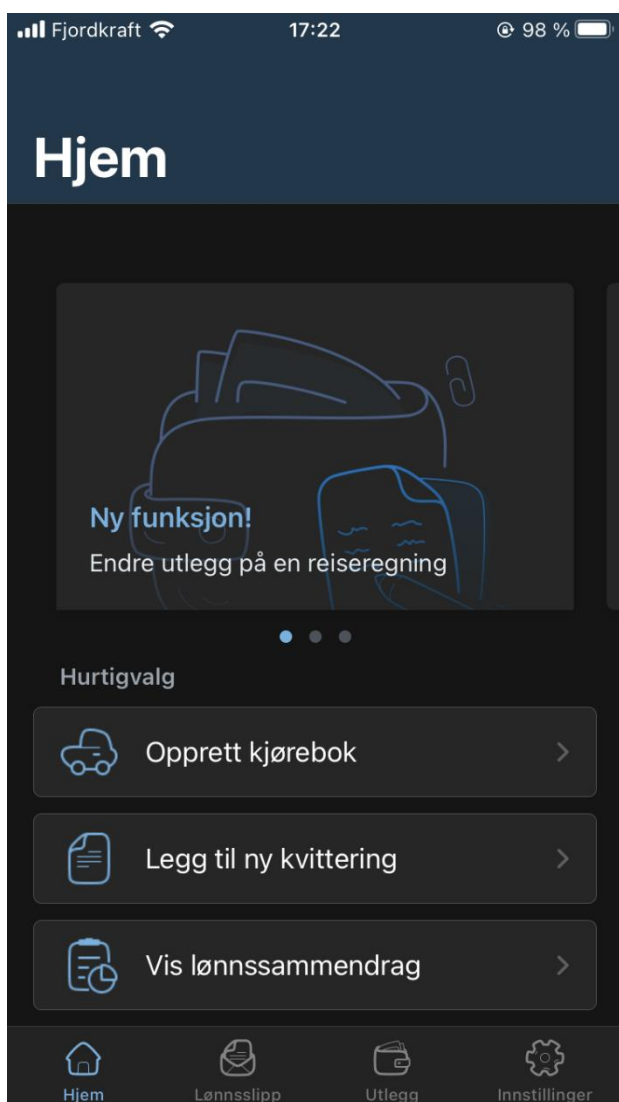 Fjordkraft 17:22 98 %
Hjem
Ny funksjon!
Endre utlegg på en reiseregning
Hurtigvalg
Opprett kjørebok
Legg til ny kvittering
Vis lønnssammendrag
Hjem Lønnsslipp Utlegg Innstillinger